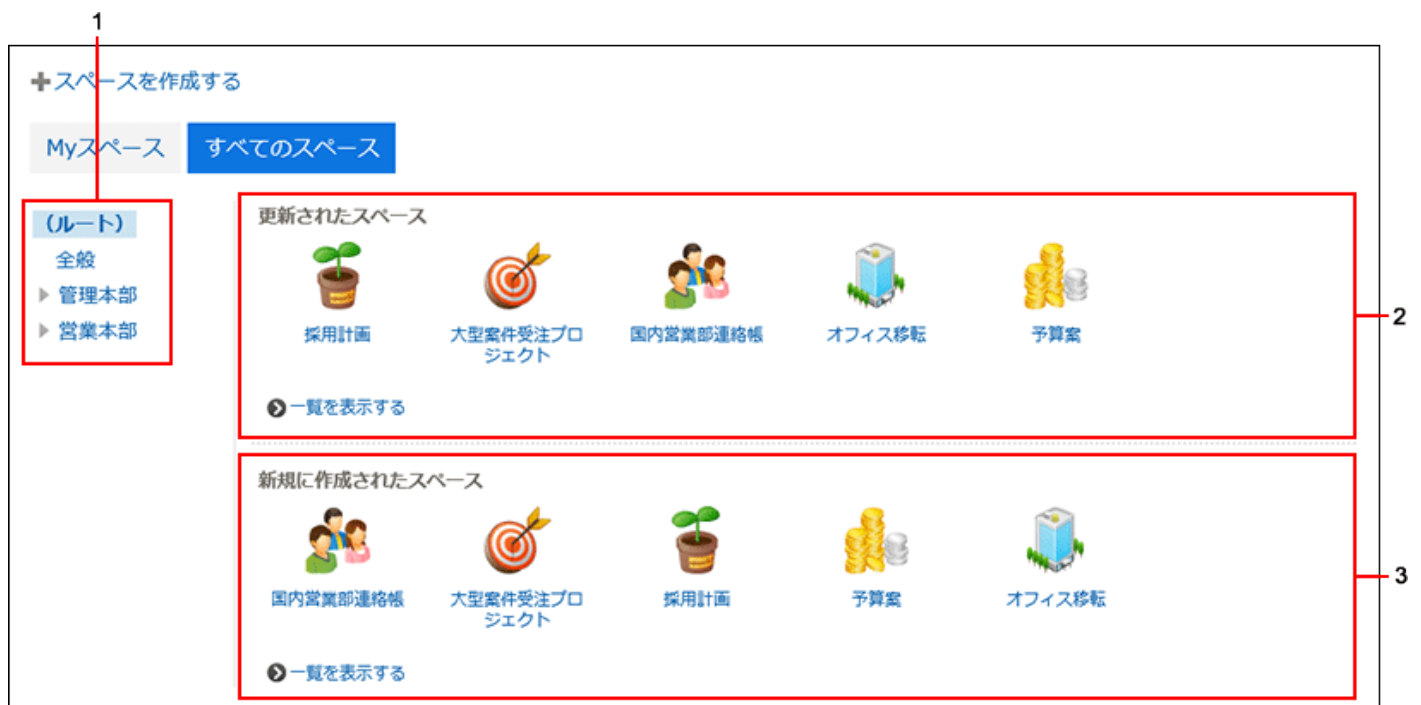 1
スペースを作成する
Myスペース すべてのスペース
(ルート)
全般
管理本部
営業本部
更新されたスペース
採用計画 大型案件受注プロ 国内営業部連絡帳 オフィス移転 予算案
ジェクト
一覧を表示する
2
新規に作成されたスペース
国内営業部連絡帳 大型案件受注プロ 採用計画 予算案 オフィス移転
ジェクト
一覧を表示する
3